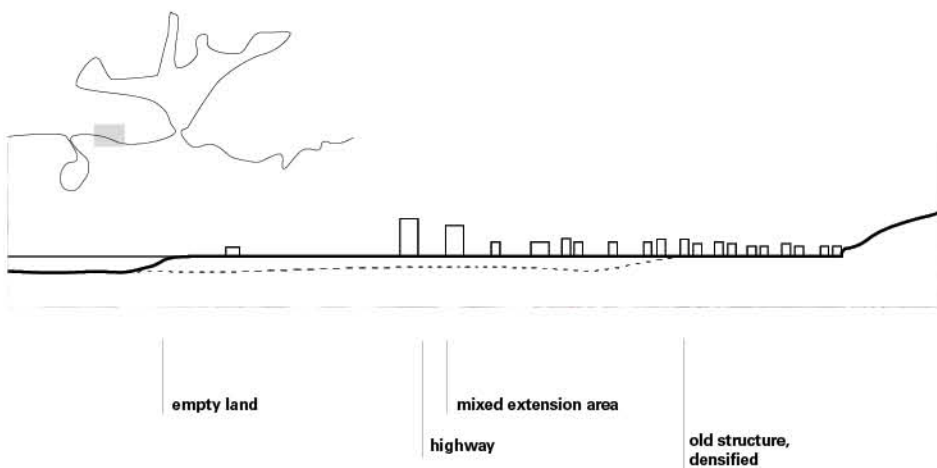 empty land
mixed extension area
highway
old structure,
densified